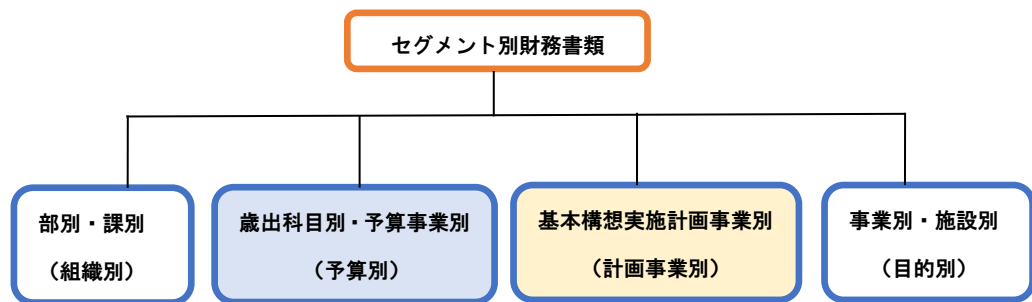 セグメント別財務書類
部別・課別
（組織別）
歳出科目別・予算事業別
（予算別）
基本構想実施計画事業別
（計画事業別）
事業別・施設別
（目的別）